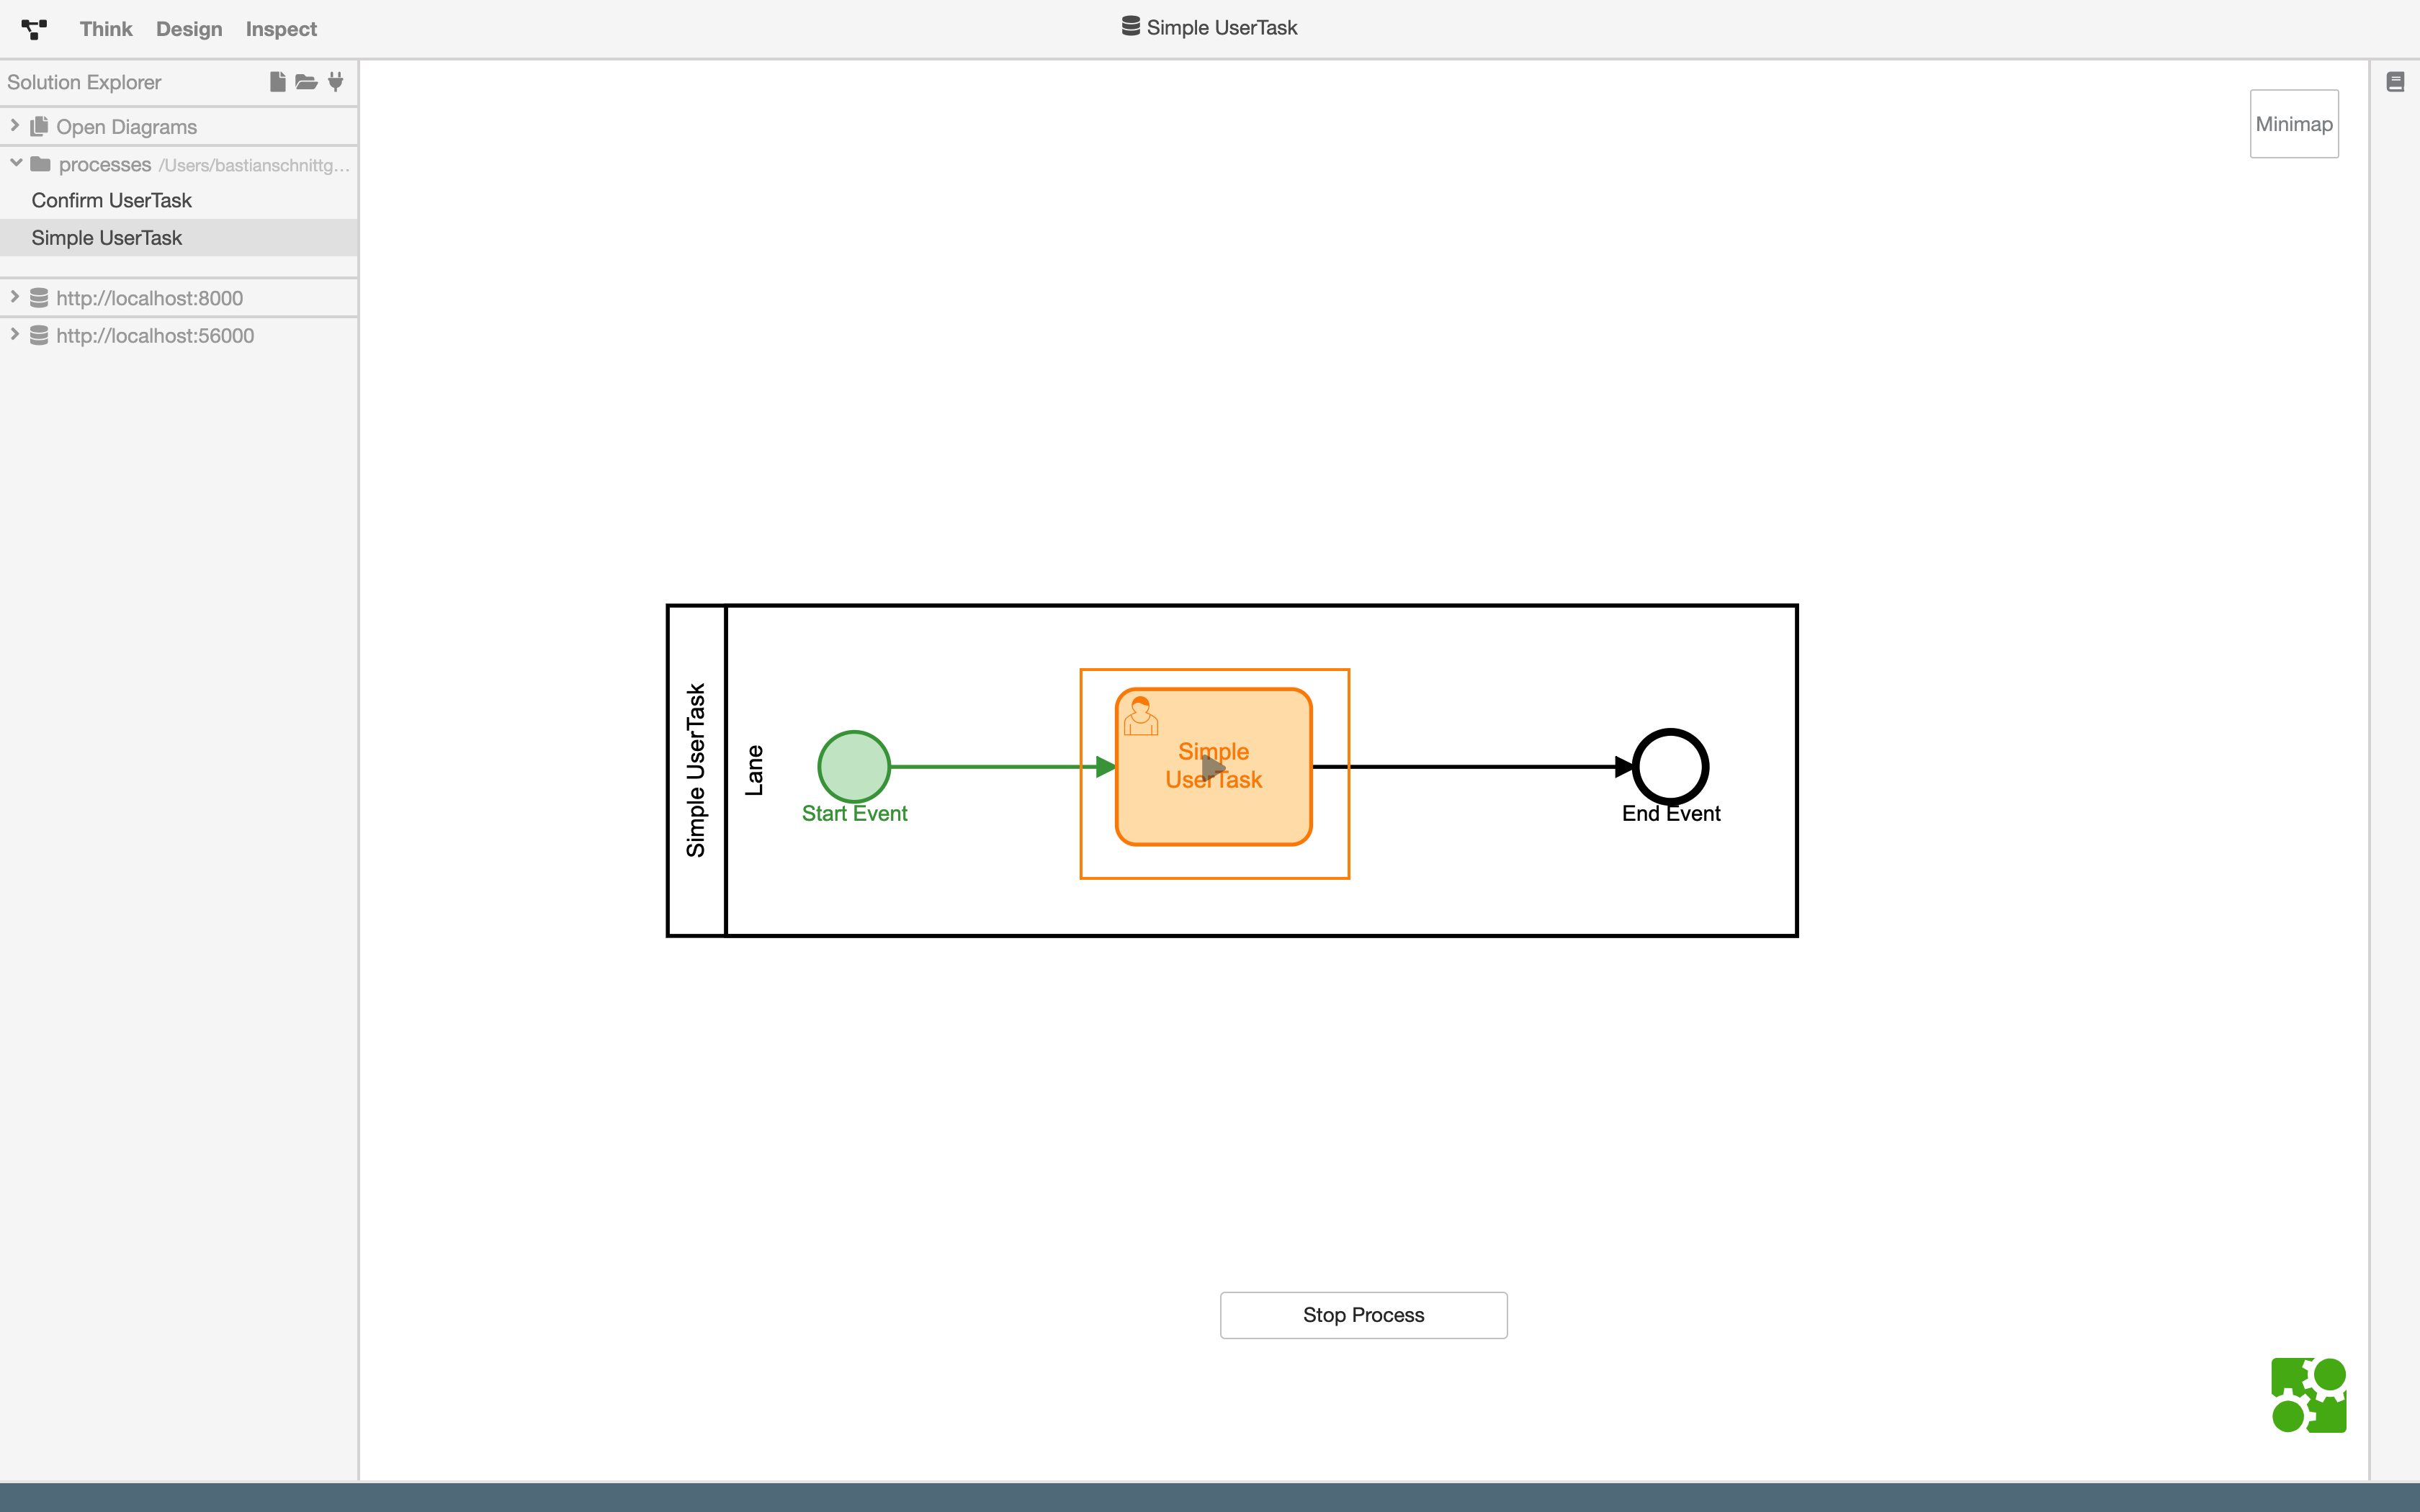 Think Design Inspect
Simple UserTask
Solution Explorer
Open Diagrams
processes /Users/bastianschnittg...
Confirm UserTask
Simple UserTask
http://localhost:8000
http://localhost:56000
Minimap
Simple UserTask
Lane
Start Event
Simple
UserTask
End Event
Stop Process